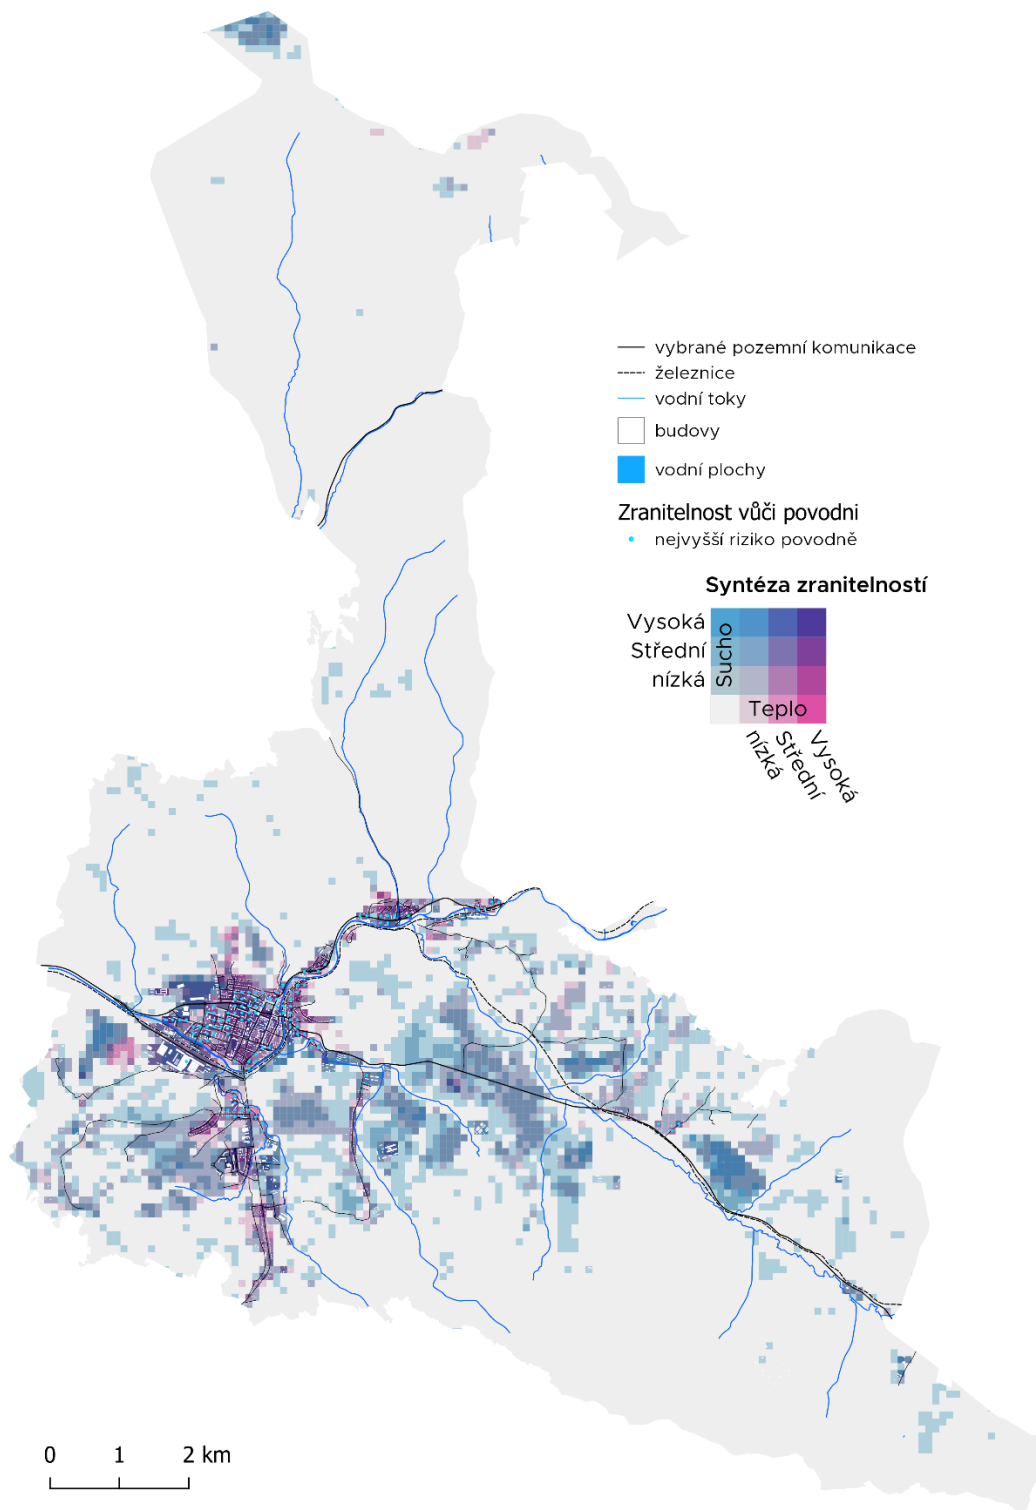 vybrané pozemní komunikace
železnice
vodní toky
budovy
vodní plochy
Zranitelnost vůči povodni
nejvyšší riziko povodně
Syntéza zranitelností
Vysoká
Střední
nízká
Sucho
Teplo
nízká
Střední
Vysoká
0 1 2 km